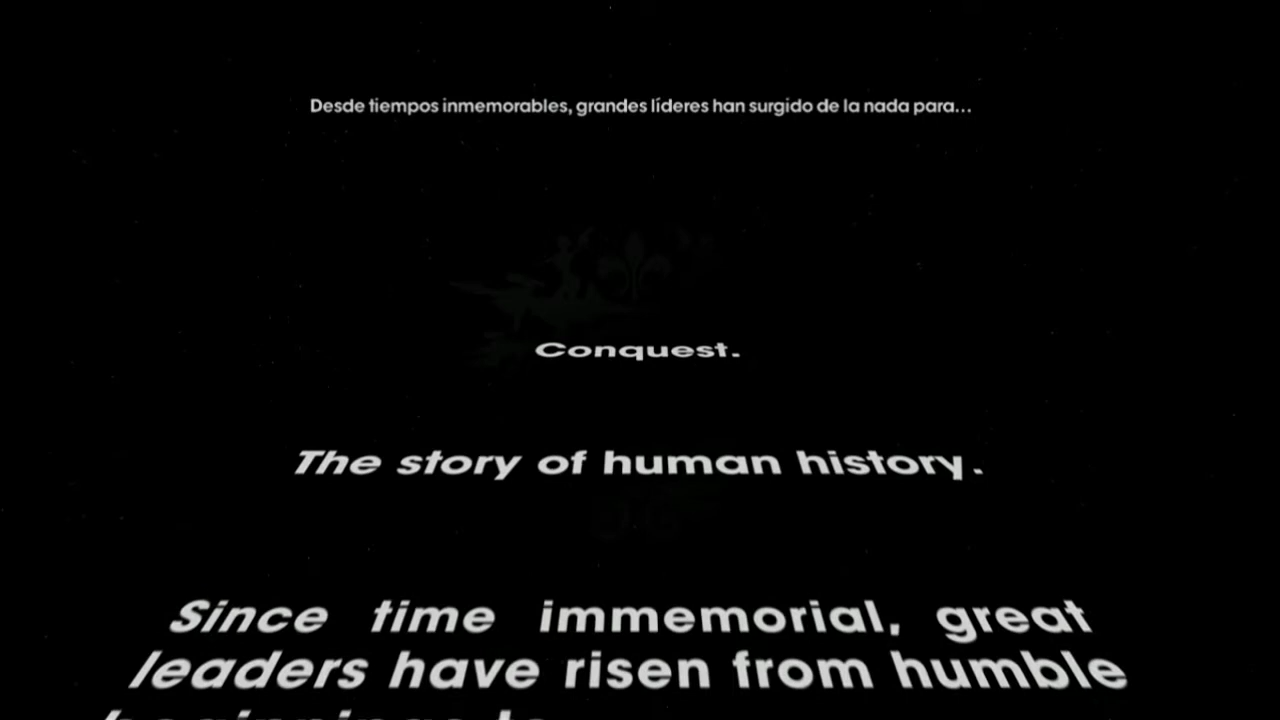 Desde tiempos inmemorables, grandes líderes han surgido de la nada para...
Conquest.
The story of human history.
Since time immemorial, great
leaders have risen from humble